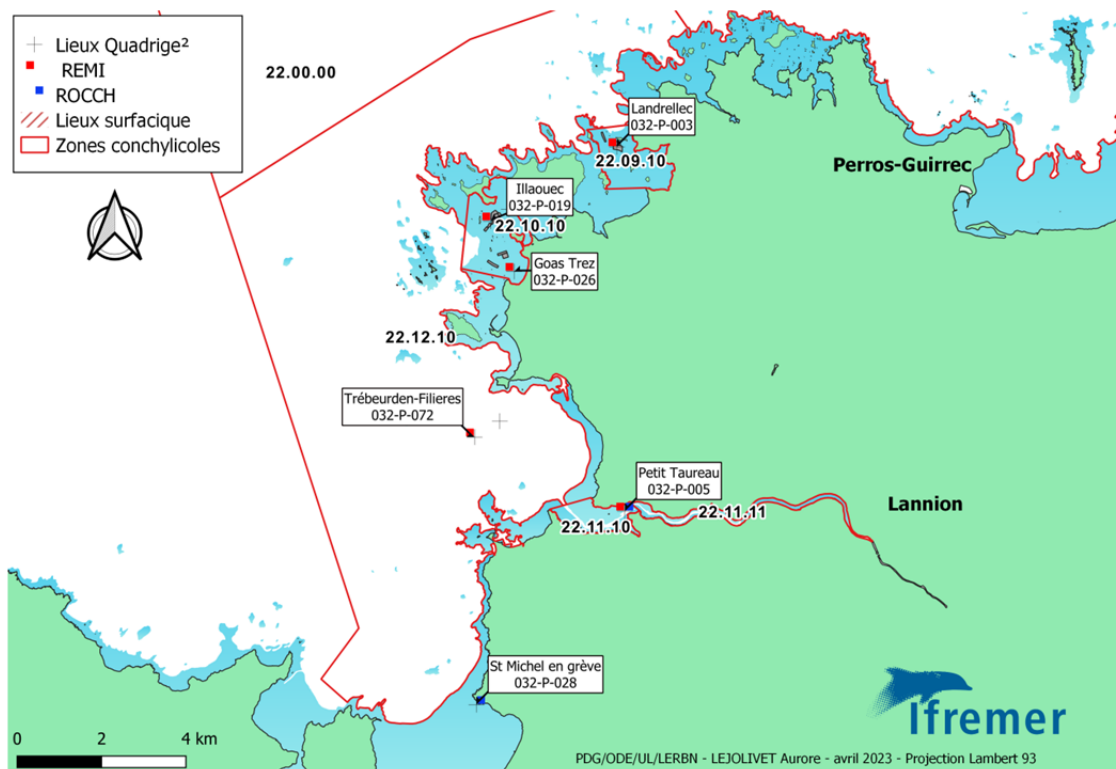 Lieux Quadrige²
REMI
ROCCH
Lieux surfacique
Zones conchylicoles
22.00.00
Landrellec
032-P-003
22.09.10
Perros-Guirrec
Illaouec
032-P-019
22.10.10
Goas Trez
032-P-026
22.12.10
Trébeurden-Filieres
032-P-072
Petit Taureau
032-P-005
22.11.10
22.11.11
Lannion
St Michel en grève
032-P-028
Ifremer
0 2 4 km
PDG/ODE/UL/LERBN - LEJOLIVET Aurore - avril 2023 - Projection Lambert 93